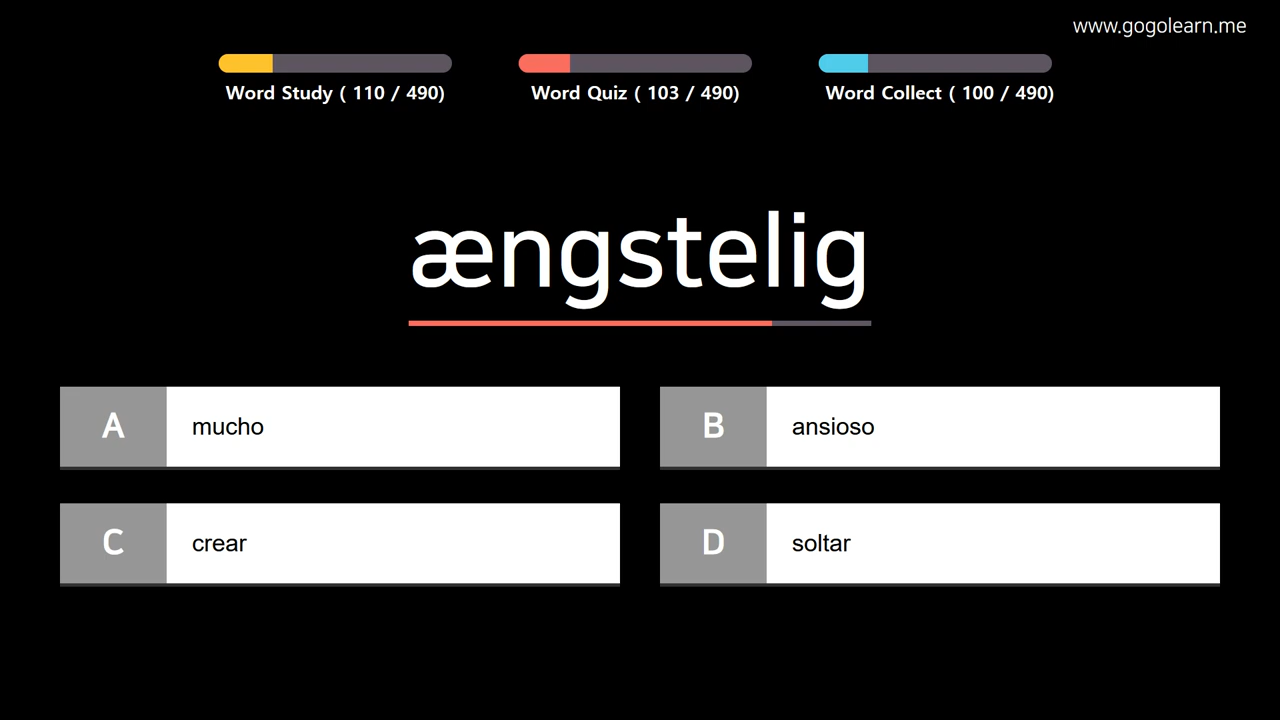 www.gogolearn.me
Word Study ( 110 / 490)
Word Quiz ( 103 / 490)
Word Collect ( 100 / 490)
ængstelig
A
mucho
B
ansioso
C
crear
D
soltar